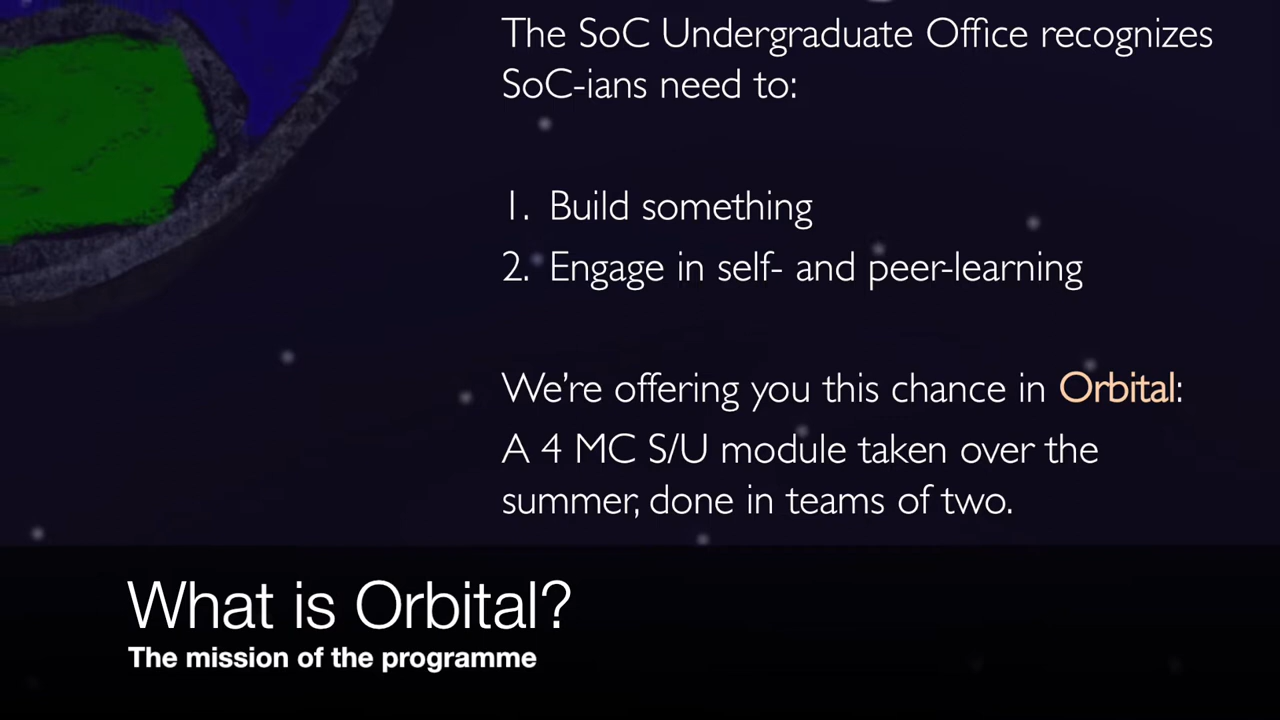 The SoC Undergraduate Office recognizes
SoC-ians need to:
1. Build something
2. Engage in self- and peer-learning
We're offering you this chance in Orbital:
A 4 MC S/U module taken over the
summer, done in teams of two.
What is Orbital?
The mission of the programme